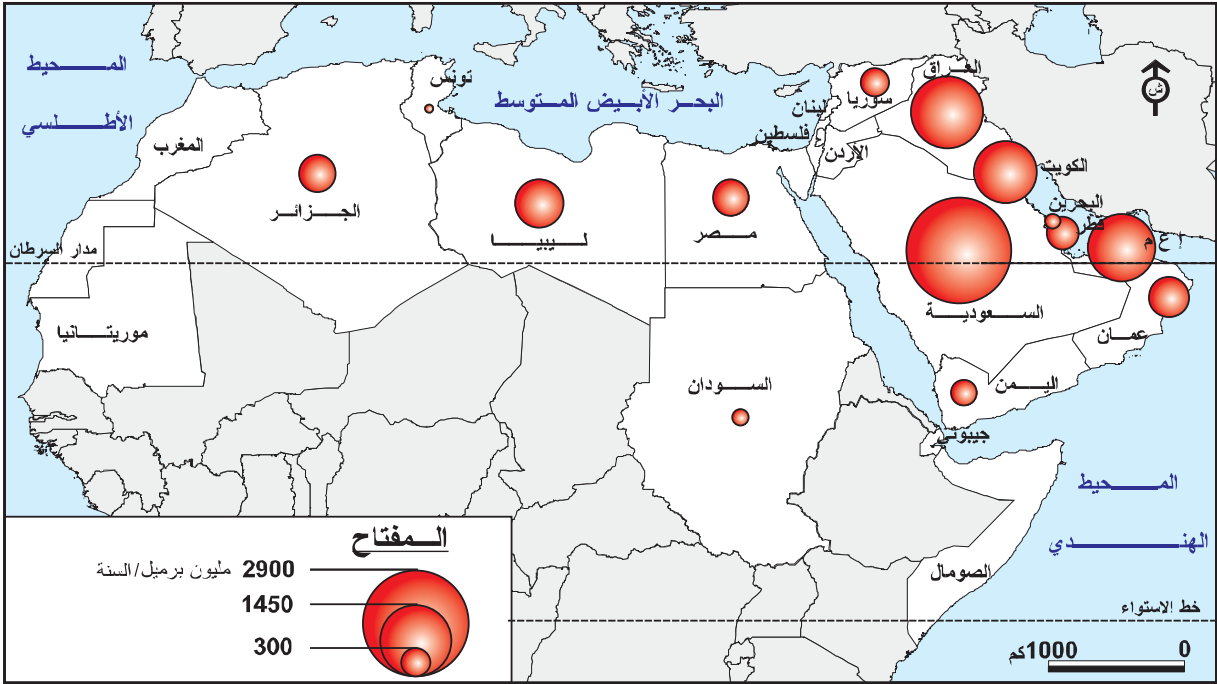 المحيط
الأطلسي
البحر الأبيض المتوسط
تونس
المغرب
الجزائر
ليبيا
مصر
لبنان
فلسطين
سوريا
العراق
الأردن
الكويت
البحرين
قطر
إ ع م
ش
مدار السرطان
السعودية
عمان
اليمن
موريتانيا
السودان
جيبوتي
المحيط
الهندي
الصومال
خط الاستواء
المفتاح
2900 مليون برميل/السنة
1450
300
0 1000 كم